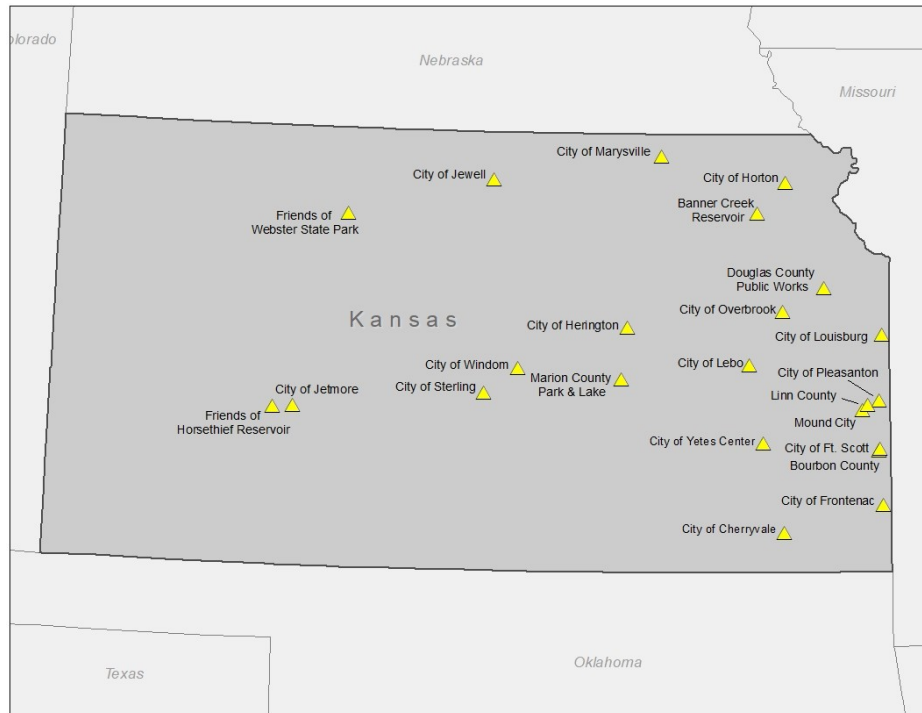 olorado
Nebraska
Missouri
City of Marysville
City of Jewell
City of Horton
Banner Creek
Reservoir
Friends of
Webster State Park
Douglas County
Public Works
City of Overbrook
Kansas
City of Herington
City of Louisburg
City of Windom
City of Lebo
City of Pleasanton
Marion County
Park & Lake
City of Sterling
City of Jetmore
Linn County
Friends of
Horsethief Reservoir
Mound City
City of Yetes Center
City of Ft. Scott
Bourbon County
City of Frontenac
City of Cherryvale
Oklahoma
Texas